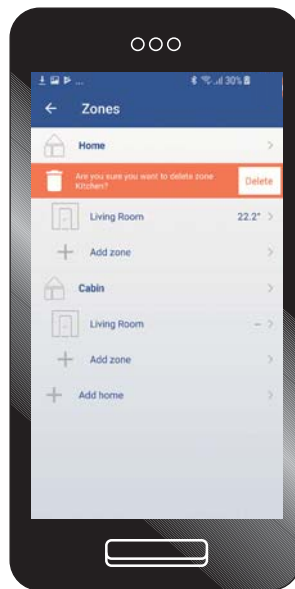 ... 30%
← Zones
Home
Are you sure you want to delete zone
Kitchen?
Delete
Living Room 22.2°
Add zone
Cabin
Living Room –
Add zone
Add home